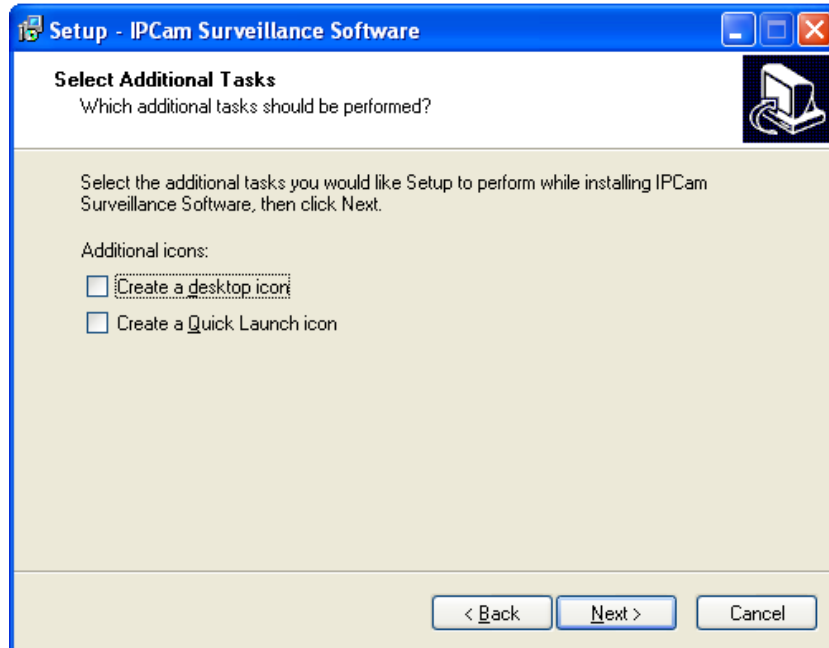 Setup - IPCam Surveillance Software
Select Additional Tasks
Which additional tasks should be performed?
Select the additional tasks you would like Setup to perform while installing IPCam
Surveillance Software, then click Next.
Additional icons:
Create a desktop icon
Create a Quick Launch icon
< Back
Next >
Cancel